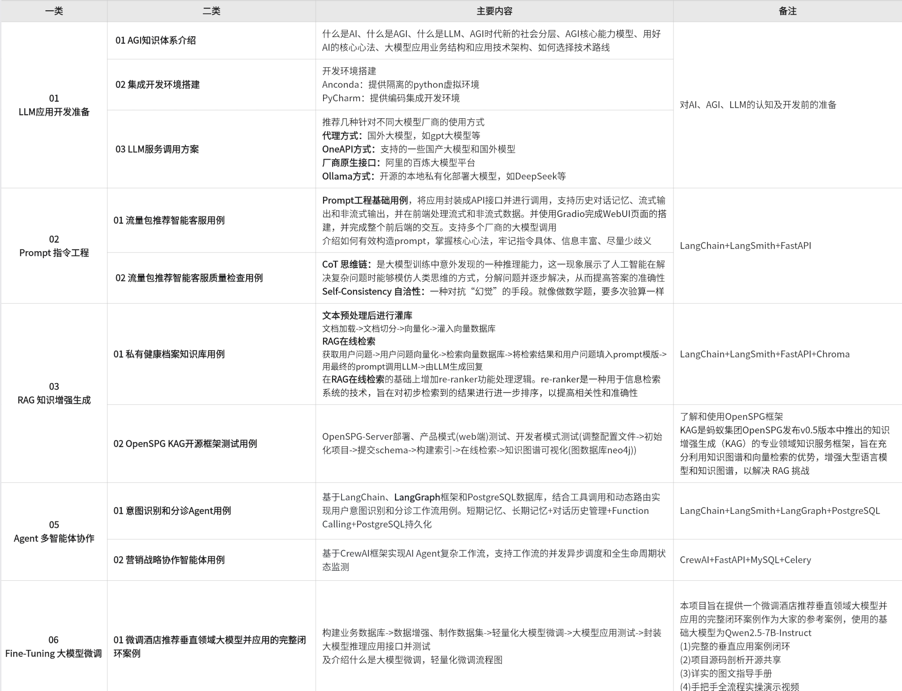 一类 二类 主要内容 备注
01
LLM应用开发准备
01 AGI知识体系介绍
什么是AI、什么是AGI、什么是LLM、AGI时代新的社会分层、AGI核心能力模型、用好
AI的核心心法、大模型应用业务结构和应用技术架构、如何选择技术路线
对AI、AGI、LLM的认知及开发前的准备
02 集成开发环境搭建
开发环境搭建
Anconda：提供隔离的python虚拟环境
PyCharm：提供编码集成开发环境
03 LLM服务调用方案
推荐几种针对不同大模型厂商的使用方式
代理方式：国外大模型，如gpt大模型等
OneAPI方式：支持的一些国产大模型和国外模型
厂商原生接口：阿里的百炼大模型平台
Ollama方式：开源的本地私有化部署大模型，如DeepSeek等
02
Prompt 指令工程
01 流量包推荐智能客服用例
Prompt工程基础用例，将应用封装成API接口并进行调用，支持历史对话记忆、流式输
出和非流式输出，并在前端处理流式和非流式数据。并使用Gradio完成WebUI页面的搭
建，并完成整个前后端的交互。支持多个厂商的大模型调用
介绍如何有效构造prompt，掌握核心心法，牢记指令具体、信息丰富、尽量少歧义
LangChain+LangSmith+FastAPI
02 流量包推荐智能客服质量检查用例
CoT 思维链：是大模型训练中意外发现的一种推理能力，这一现象展示了人工智能在解
决复杂问题时能够模仿人类思维的方式，分解问题并逐步解决，从而提高答案的准确性
Self-Consistency 自洽性：一种对抗“幻觉”的手段。就像做数学题，要多次验算一样
03
RAG 知识增强生成
01 私有健康档案知识库用例
文本预处理后进行灌库
文档加载->文档切分->向量化->灌入向量数据库
RAG在线检索
获取用户问题->用户问题向量化->检索向量数据库->将检索结果和用户问题填入prompt模版->
用最终的prompt调用LLM->由LLM生成回复
在RAG在线检索的基础上增加re-ranker功能处理逻辑。re-ranker是一种用于信息检索
系统的技术，旨在对初步检索到的结果进行进一步排序，以提高相关性和准确性
LangChain+LangSmith+FastAPI+Chroma
02 OpenSPG KAG开源框架测试用例
OpenSPG-Server部署、产品模式(web端)测试、开发者模式测试(调整配置文件->初始
化项目->提交schema->构建索引->在线检索->知识图谱可视化(图数据库neo4j))
了解和使用OpenSPG框架
KAG是蚂蚁集团OpenSPG发布v0.5版本中推出的知识
增强生成（KAG）的专业领域知识服务框架，旨在充
分利用知识图谱和向量检索的优势，增强大型语言模
型和知识图谱，以解决 RAG 挑战
05
Agent 多智能体协作
01 意图识别和分诊Agent用例
基于LangChain、LangGraph框架和PostgreSQL数据库，结合工具调用和动态路由实
现用户意图识别和分诊工作流用例。短期记忆、长期记忆+对话历史管理+Function
Calling+PostgreSQL持久化
LangChain+LangSmith+LangGraph+PostgreSQL
02 营销战略协作智能体用例
基于CrewAI框架实现AI Agent复杂工作流，支持工作流的并发异步调度和全生命周期状
态监测
CrewAI+FastAPI+MySQL+Celery
06
Fine-Tuning 大模型微调
01 微调酒店推荐垂直领域大模型并应用的完整闭
环案例
构建业务数据库->数据增强、制作数据集->轻量化大模型微调->大模型应用测试->封装
大模型推理应用接口并测试
及介绍什么是大模型微调，轻量化微调流程图
本项目旨在提供一个微调酒店推荐垂直领域大模型并
应用的完整闭环案例作为大家的参考案例，使用的基
础大模型为Qwen2.5-7B-Instruct
(1)完整的垂直应用案例闭环
(2)项目源码剖析开源共享
(3)详实的图文指导手册
(4)手把手全流程实操演示视频